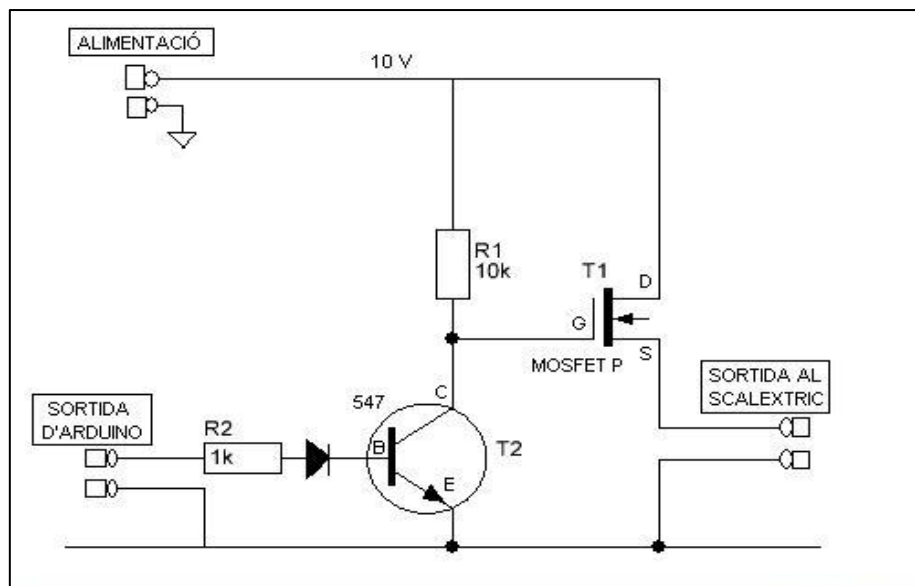 ALIMENTACIÓ
10 V
R1
10k
T1
D
G
S
MOSFET P
SORTIDA AL
SCALEXTRIC
SORTIDA
D'ARDUINO
R2
1k
547
C
B
E
T2